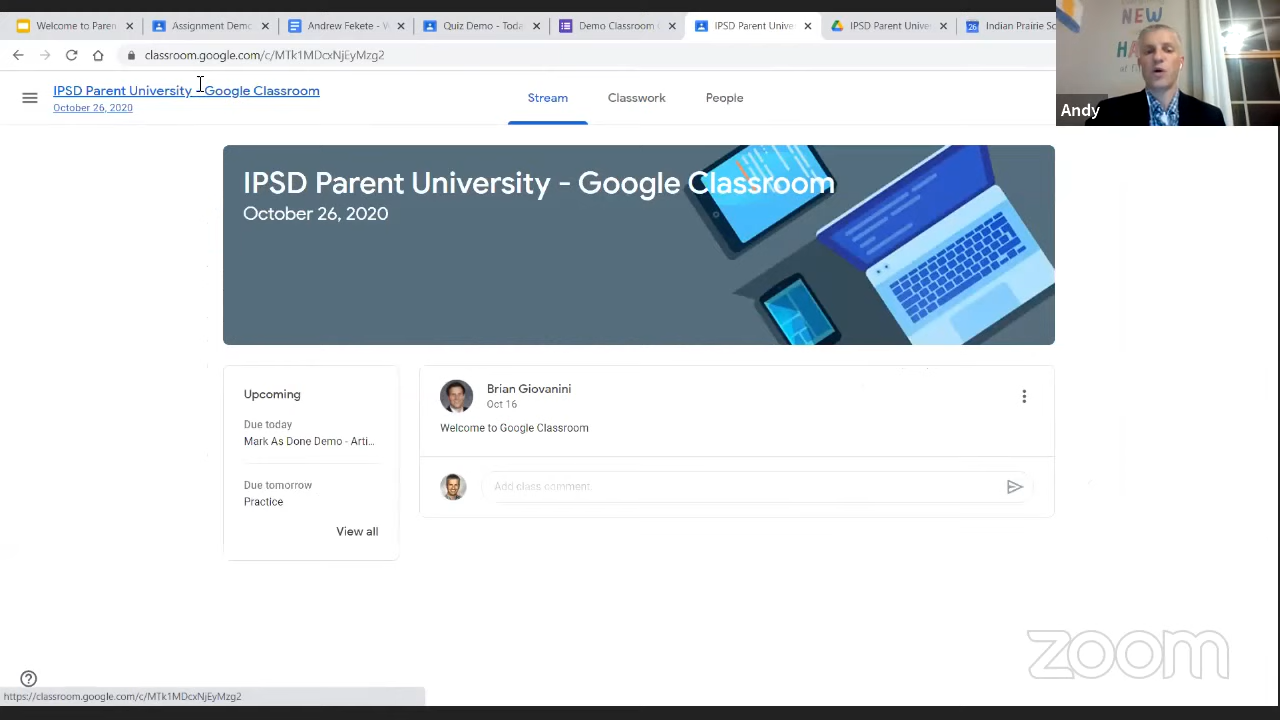 Welcome to Paren
Assignment Demo
Andrew Fekete - V
Quiz Demo - Toda
Demo Classroom
IPSD Parent Unive
IPSD Parent Unive
26
Indian Prairie Sc
NEW
classroom.google.com/c/MTk1MDcxNjEyMzg2
IPSD Parent University - Google Classroom
October 26, 2020
Stream
Classwork
People
Andy
IPSD Parent University - Google Classroom
October 26, 2020
Upcoming
Due today
Mark As Done Demo - Arti...
Due tomorrow
Practice
View all
Brian Giovanini
Oct 16
Welcome to Google Classroom
Add class comment
zoom
https://classroom.google.com/c/MTk1MDcxNjEyMzg2